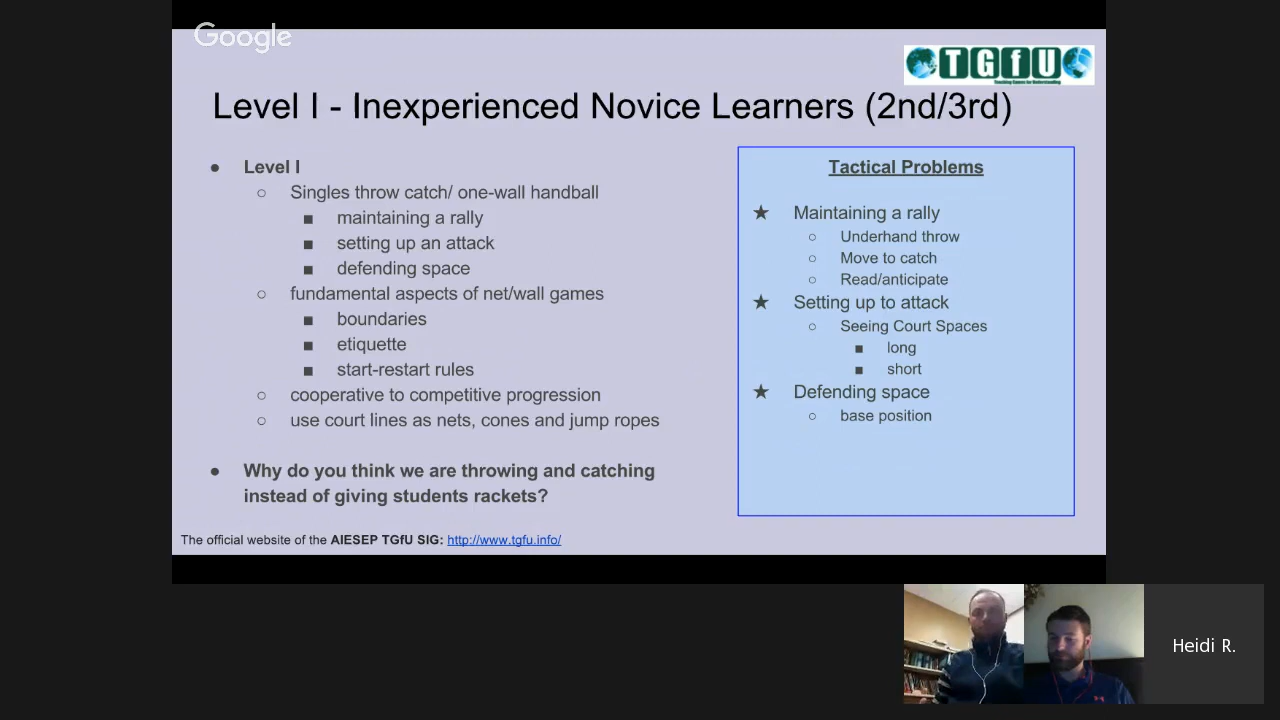 Google
TGfU
Teaching Games for Understanding
Level I - Inexperienced Novice Learners (2nd/3rd)
● Level I
○ Singles throw catch/ one-wall handball
■ maintaining a rally
■ setting up an attack
■ defending space
○ fundamental aspects of net/wall games
■ boundaries
■ etiquette
■ start-restart rules
○ cooperative to competitive progression
○ use court lines as nets, cones and jump ropes
● Why do you think we are throwing and catching
instead of giving students rackets?
Tactical Problems
★ Maintaining a rally
○ Underhand throw
○ Move to catch
○ Read/anticipate
★ Setting up to attack
○ Seeing Court Spaces
■ long
■ short
★ Defending space
○ base position
The official website of the AIESEP TGfU SIG: http://www.tgfu.info/
Heidi R.